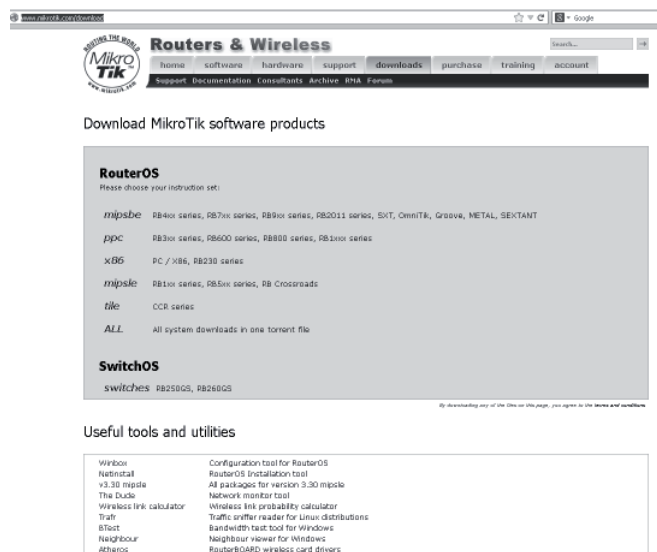 www.mikrotik.com/download
Google
ROUTING THE WORLD
MikroTik
www.mikrotik.com
Routers & Wireless
Search...
home software hardware support downloads purchase training account
Support Documentation Consultants Archive RMA Forum
Download MikroTik software products
RouterOS
Please choose your instruction set:
mipsbe RB4xx series, RB7xx series, RB9xx series, RB2011 series, SXT, OmniTik, Groove, METAL, SEXTANT
ppc RB3xx series, RB600 series, RB800 series, RB1xxx series
x86 PC / X86, RB230 series
mipsle RB1xx series, RB5xx series, RB Crossroads
tile CCR series
ALL All system downloads in one torrent file
SwitchOS
switches RB250GS, RB260GS
By downloading any of the files on this page, you agree to the terms and conditions
Useful tools and utilities
Winbox Configuration tool for RouterOS
Netinstall RouterOS Installation tool
v3.30 mipsle All packages for version 3.30 mipsle
The Dude Network monitor tool
Wireless link calculator Wireless link probability calculator
Trafr Traffic sniffer reader for Linux distributions
BTest Bandwidth test tool for Windows
Neighbour Neighbour viewer for Windows
Atheros RouterBOARD wireless card drivers